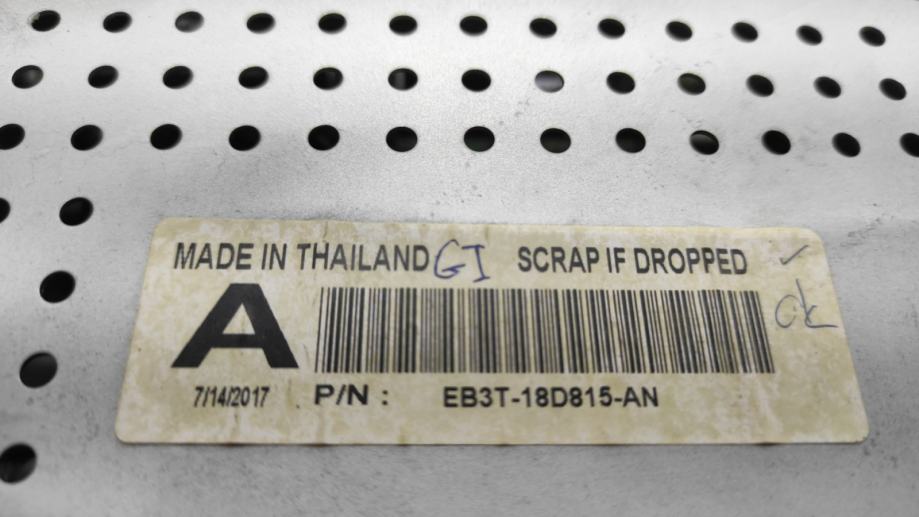 MADE IN THAILAND GI SCRAP IF DROPPED ✓
A
ok
7/14/2017 . P/N : EB3T-18D815-AN